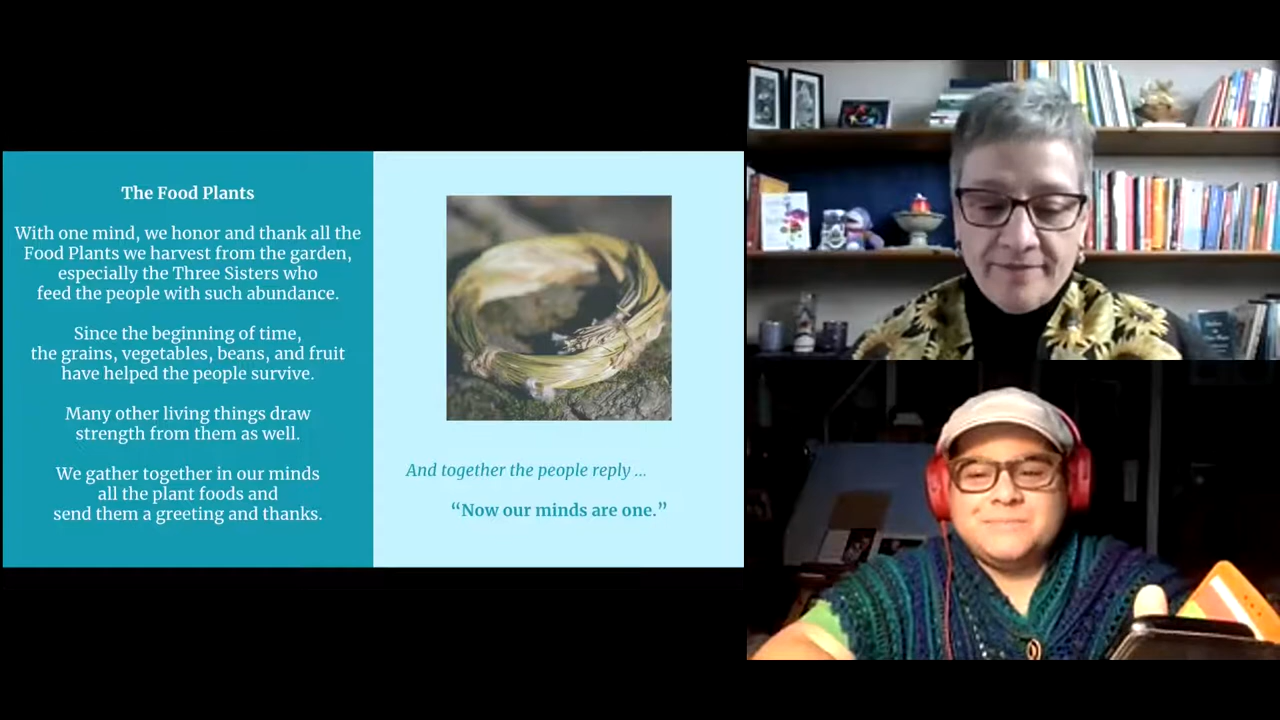 The Food Plants
With one mind, we honor and thank all the
Food Plants we harvest from the garden,
especially the Three Sisters who
feed the people with such abundance.
Since the beginning of time,
the grains, vegetables, beans, and fruit
have helped the people survive.
Many other living things draw
strength from them as well.
We gather together in our minds
all the plant foods and
send them a greeting and thanks.
And together the people reply ...
“Now our minds are one.”